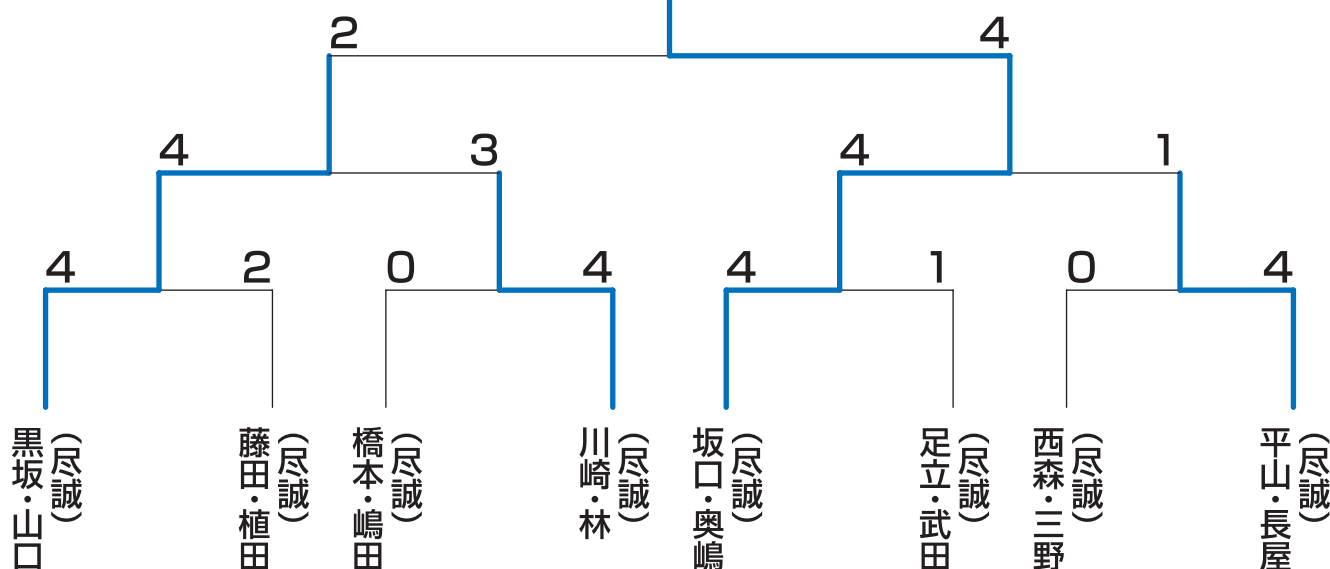 2 4
4 3 4 1
4 2 0 4 4 1 0 4
黒坂・山口(尽誠)
藤田・植田(尽誠)
橋本・嶋田(尽誠)
川崎・林(尽誠)
坂口・奥嶋(尽誠)
足立・武田(尽誠)
西森・三野(尽誠)
平山・長屋(尽誠)